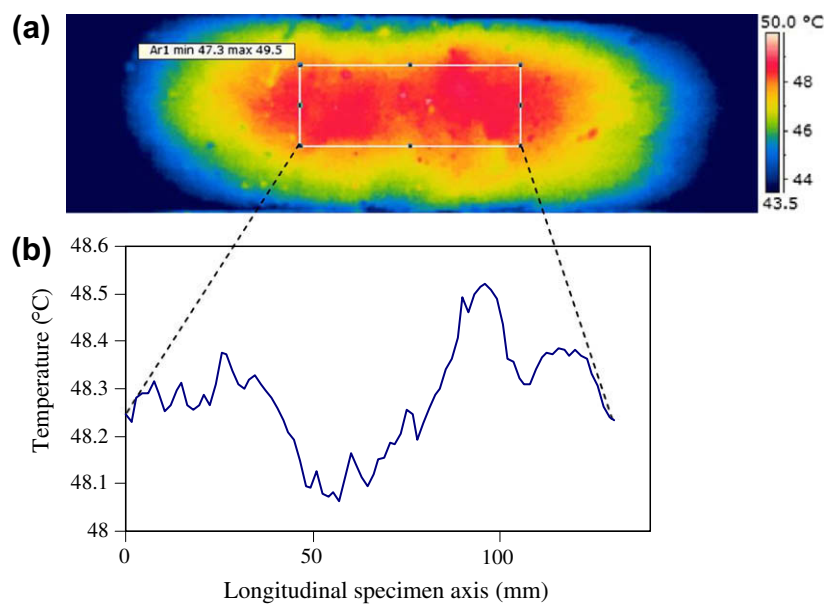 (a)
Ar1 min 47.3 max 49.5
50.0 °C
48
46
44
43.5
(b)
48.6
48.5
48.4
48.3
48.2
48.1
48
Temperature (°C)
0
50
100
Longitudinal specimen axis (mm)